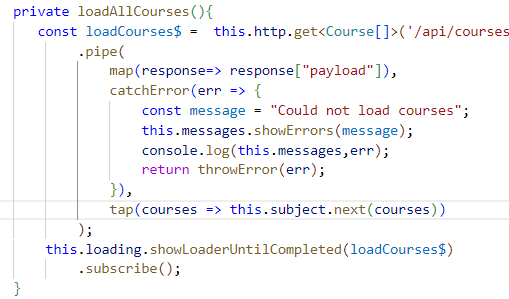 private loadAllCourses(){
const loadCourses$ =  this.http.get<Course[]>('/api/courses
.pipe(
map(response=> response["payload"]),
catchError(err => {
const message = "Could not load courses";
this.messages.showErrors(message);
console.log(this.messages,err);
return throwError(err);
}),
tap(courses => this.subject.next(courses))
);
this.loading.showLoaderUntilCompleted(loadCourses$)
.subscribe();
}